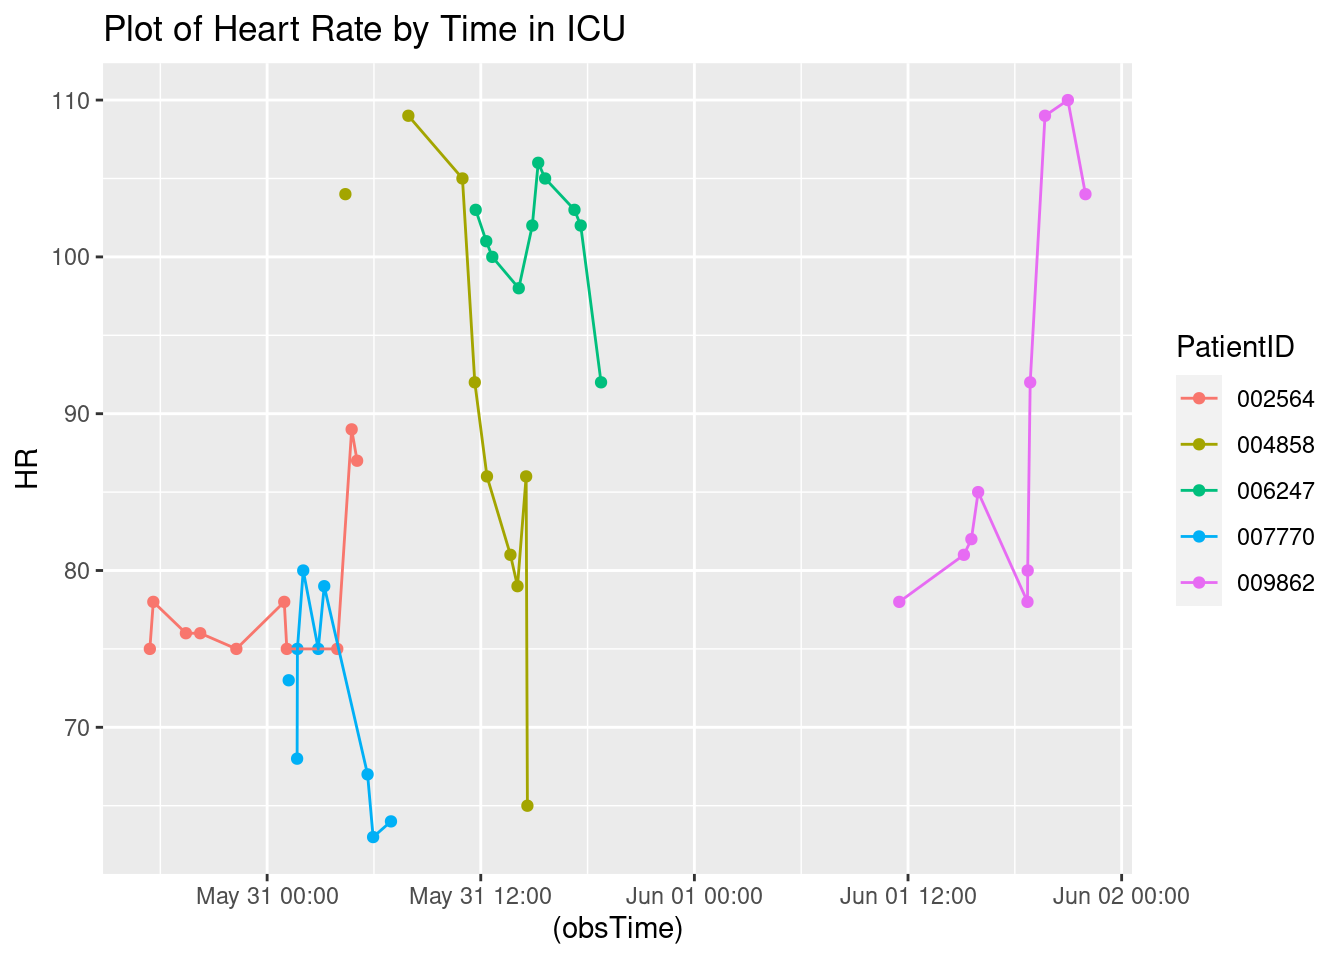 Plot of Heart Rate by Time in ICU
110
100
90
80
70
HR
May 31 00:00
May 31 12:00
Jun 01 00:00
Jun 01 12:00
Jun 02 00:00
(obsTime)
PatientID
002564
004858
006247
007770
009862